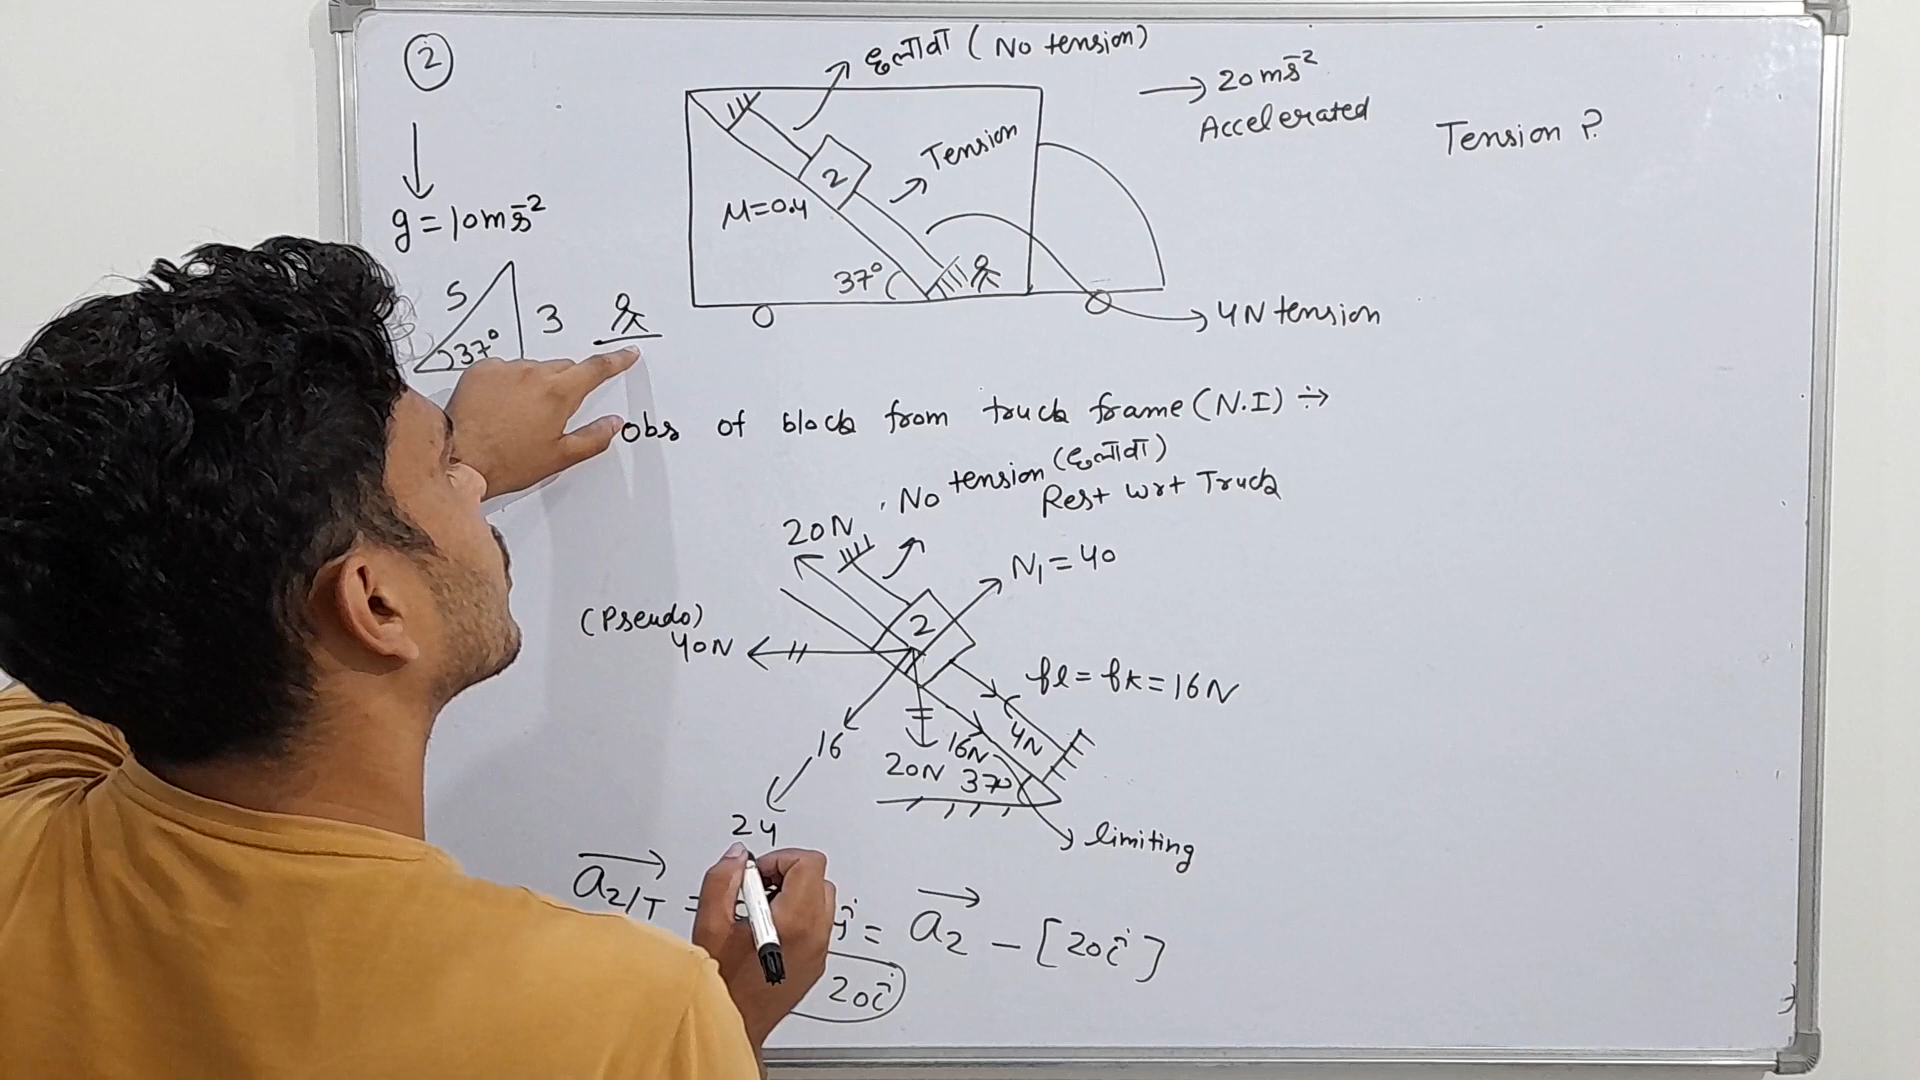 2
ढीलावा ( No tension)
→ 20 ms̄²
Accelerated
Tension ?
g = 10 ms̄²
Tension
2
μ = 0.4
37°
4N tension
5
3
37°
obs of block from truck frame (N.I) ÷→
No tension (ढीलावा)
Rest wrt Truck
20N
N₁ = 40
2
(Pseudo)
40N
fl = fk = 16N
16
16N
4N
20N
37°
limiting
24
a₂/T = ĵ = a₂ - [20î]
20î